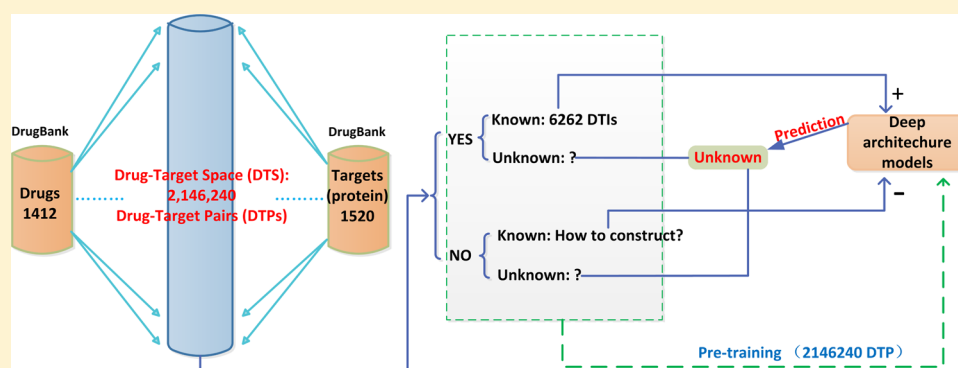 DrugBank
Drugs
1412
Drug-Target Space (DTS):
2,146,240
Drug-Target Pairs (DTPs)
DrugBank
Targets
(protein)
1520
YES
Known: 6262 DTIs
Unknown: ?
NO
Known: How to construct?
Unknown: ?
Unknown
Prediction
+
Deep
architechure
models
-
Pre-training （2146240 DTP）